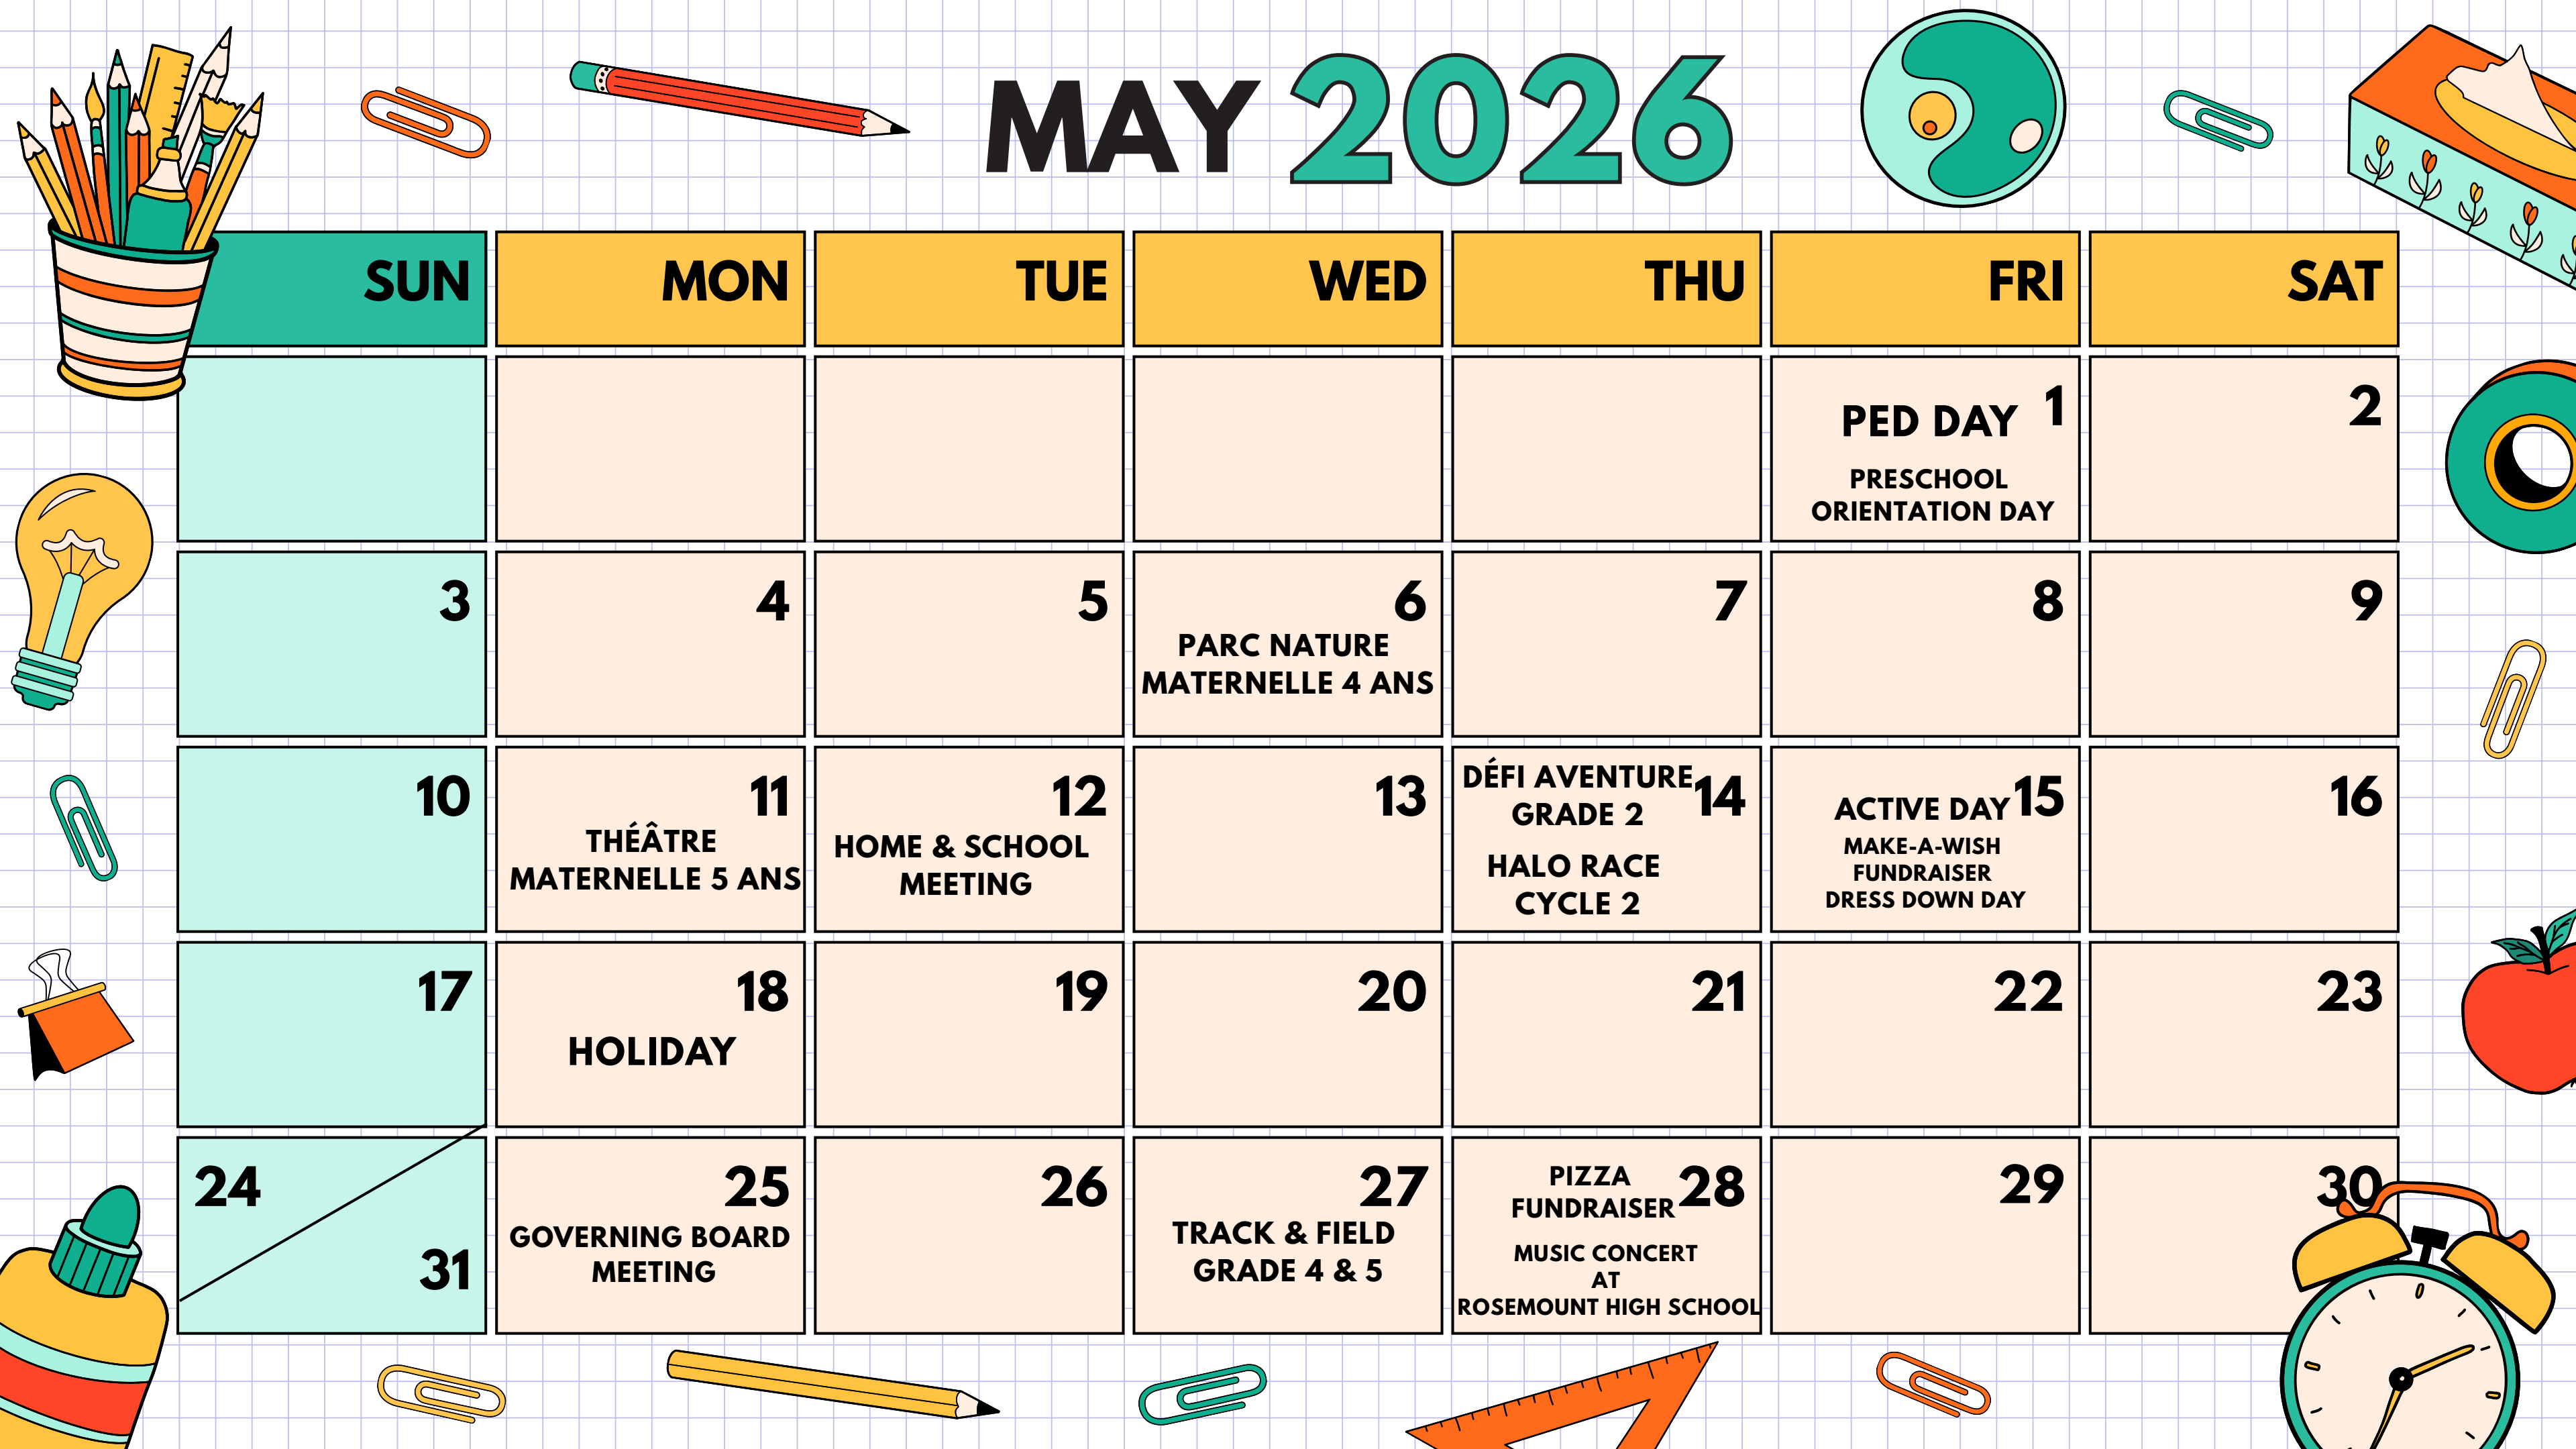 MAY 2026
SUN MON TUE WED THU FRI SAT
1
PED DAY
PRESCHOOL
ORIENTATION DAY
2
3
4
5
6
PARC NATURE
MATERNELLE 4 ANS
7
8
9
10
11
THÉÂTRE
MATERNELLE 5 ANS
12
HOME & SCHOOL
MEETING
13
14
DÉFI AVENTURE
GRADE 2
HALO RACE
CYCLE 2
15
ACTIVE DAY
MAKE-A-WISH
FUNDRAISER
DRESS DOWN DAY
16
17
18
HOLIDAY
19
20
21
22
23
24
31
25
GOVERNING BOARD
MEETING
26
27
TRACK & FIELD
GRADE 4 & 5
28
PIZZA
FUNDRAISER
MUSIC CONCERT
AT
ROSEMOUNT HIGH SCHOOL
29
30